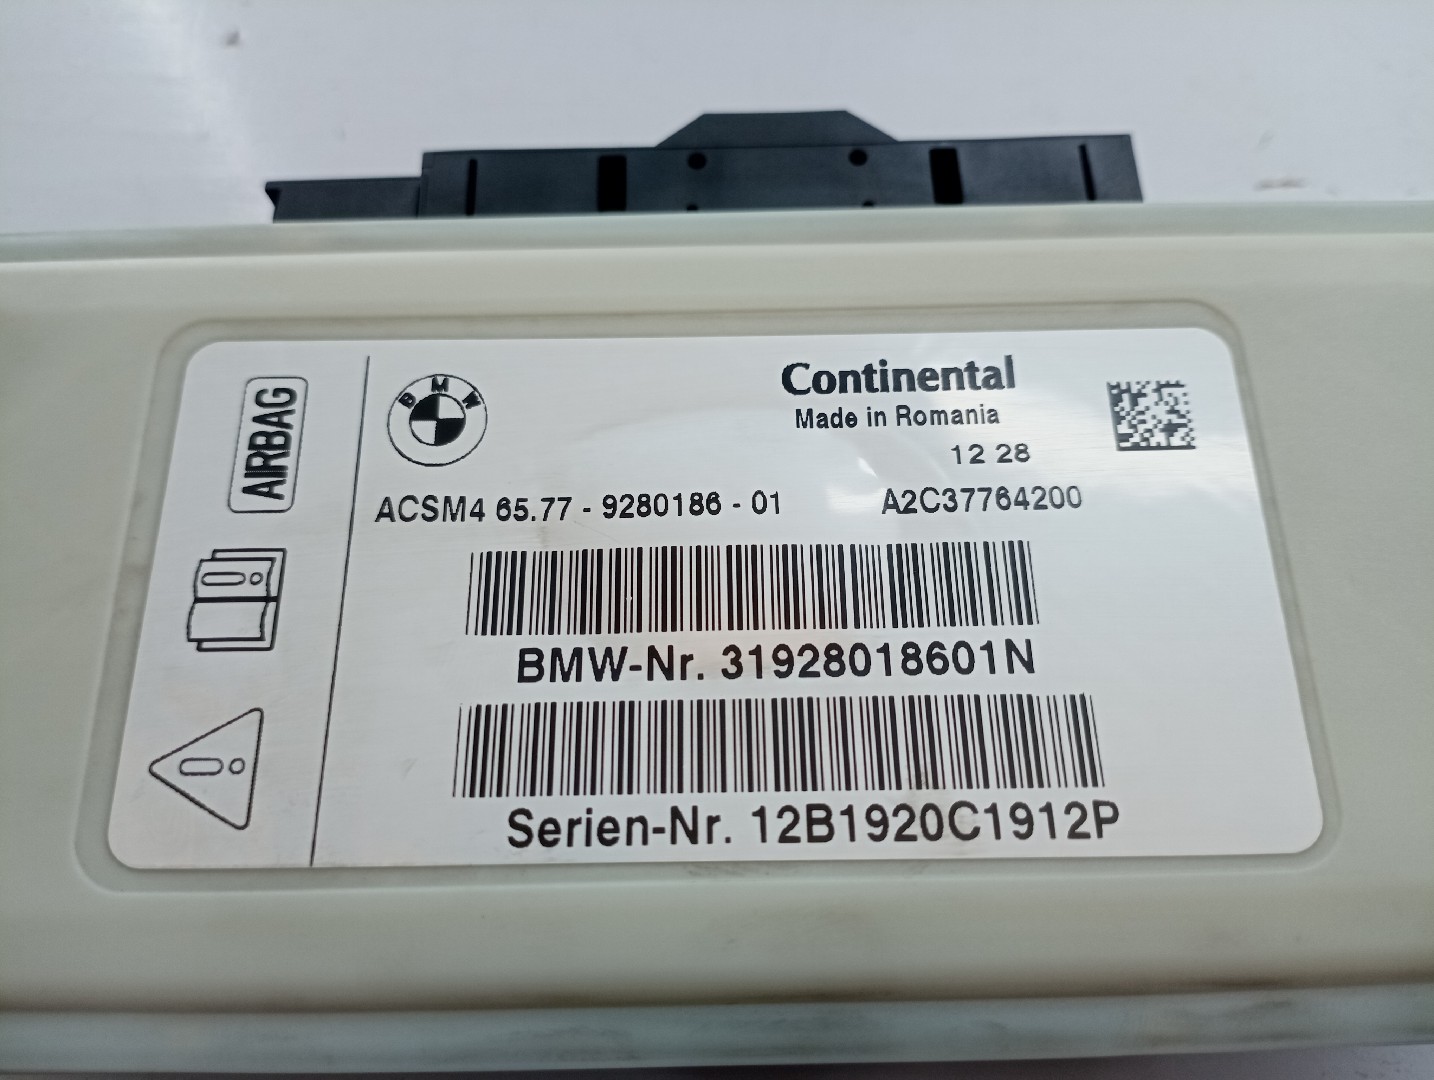 AIRBAG
BMW
Continental
Made in Romania
12 28
ACSM4 65.77 - 9280186 - 01 A2C37764200
BMW-Nr. 31928018601N
Serien-Nr. 12B1920C1912P